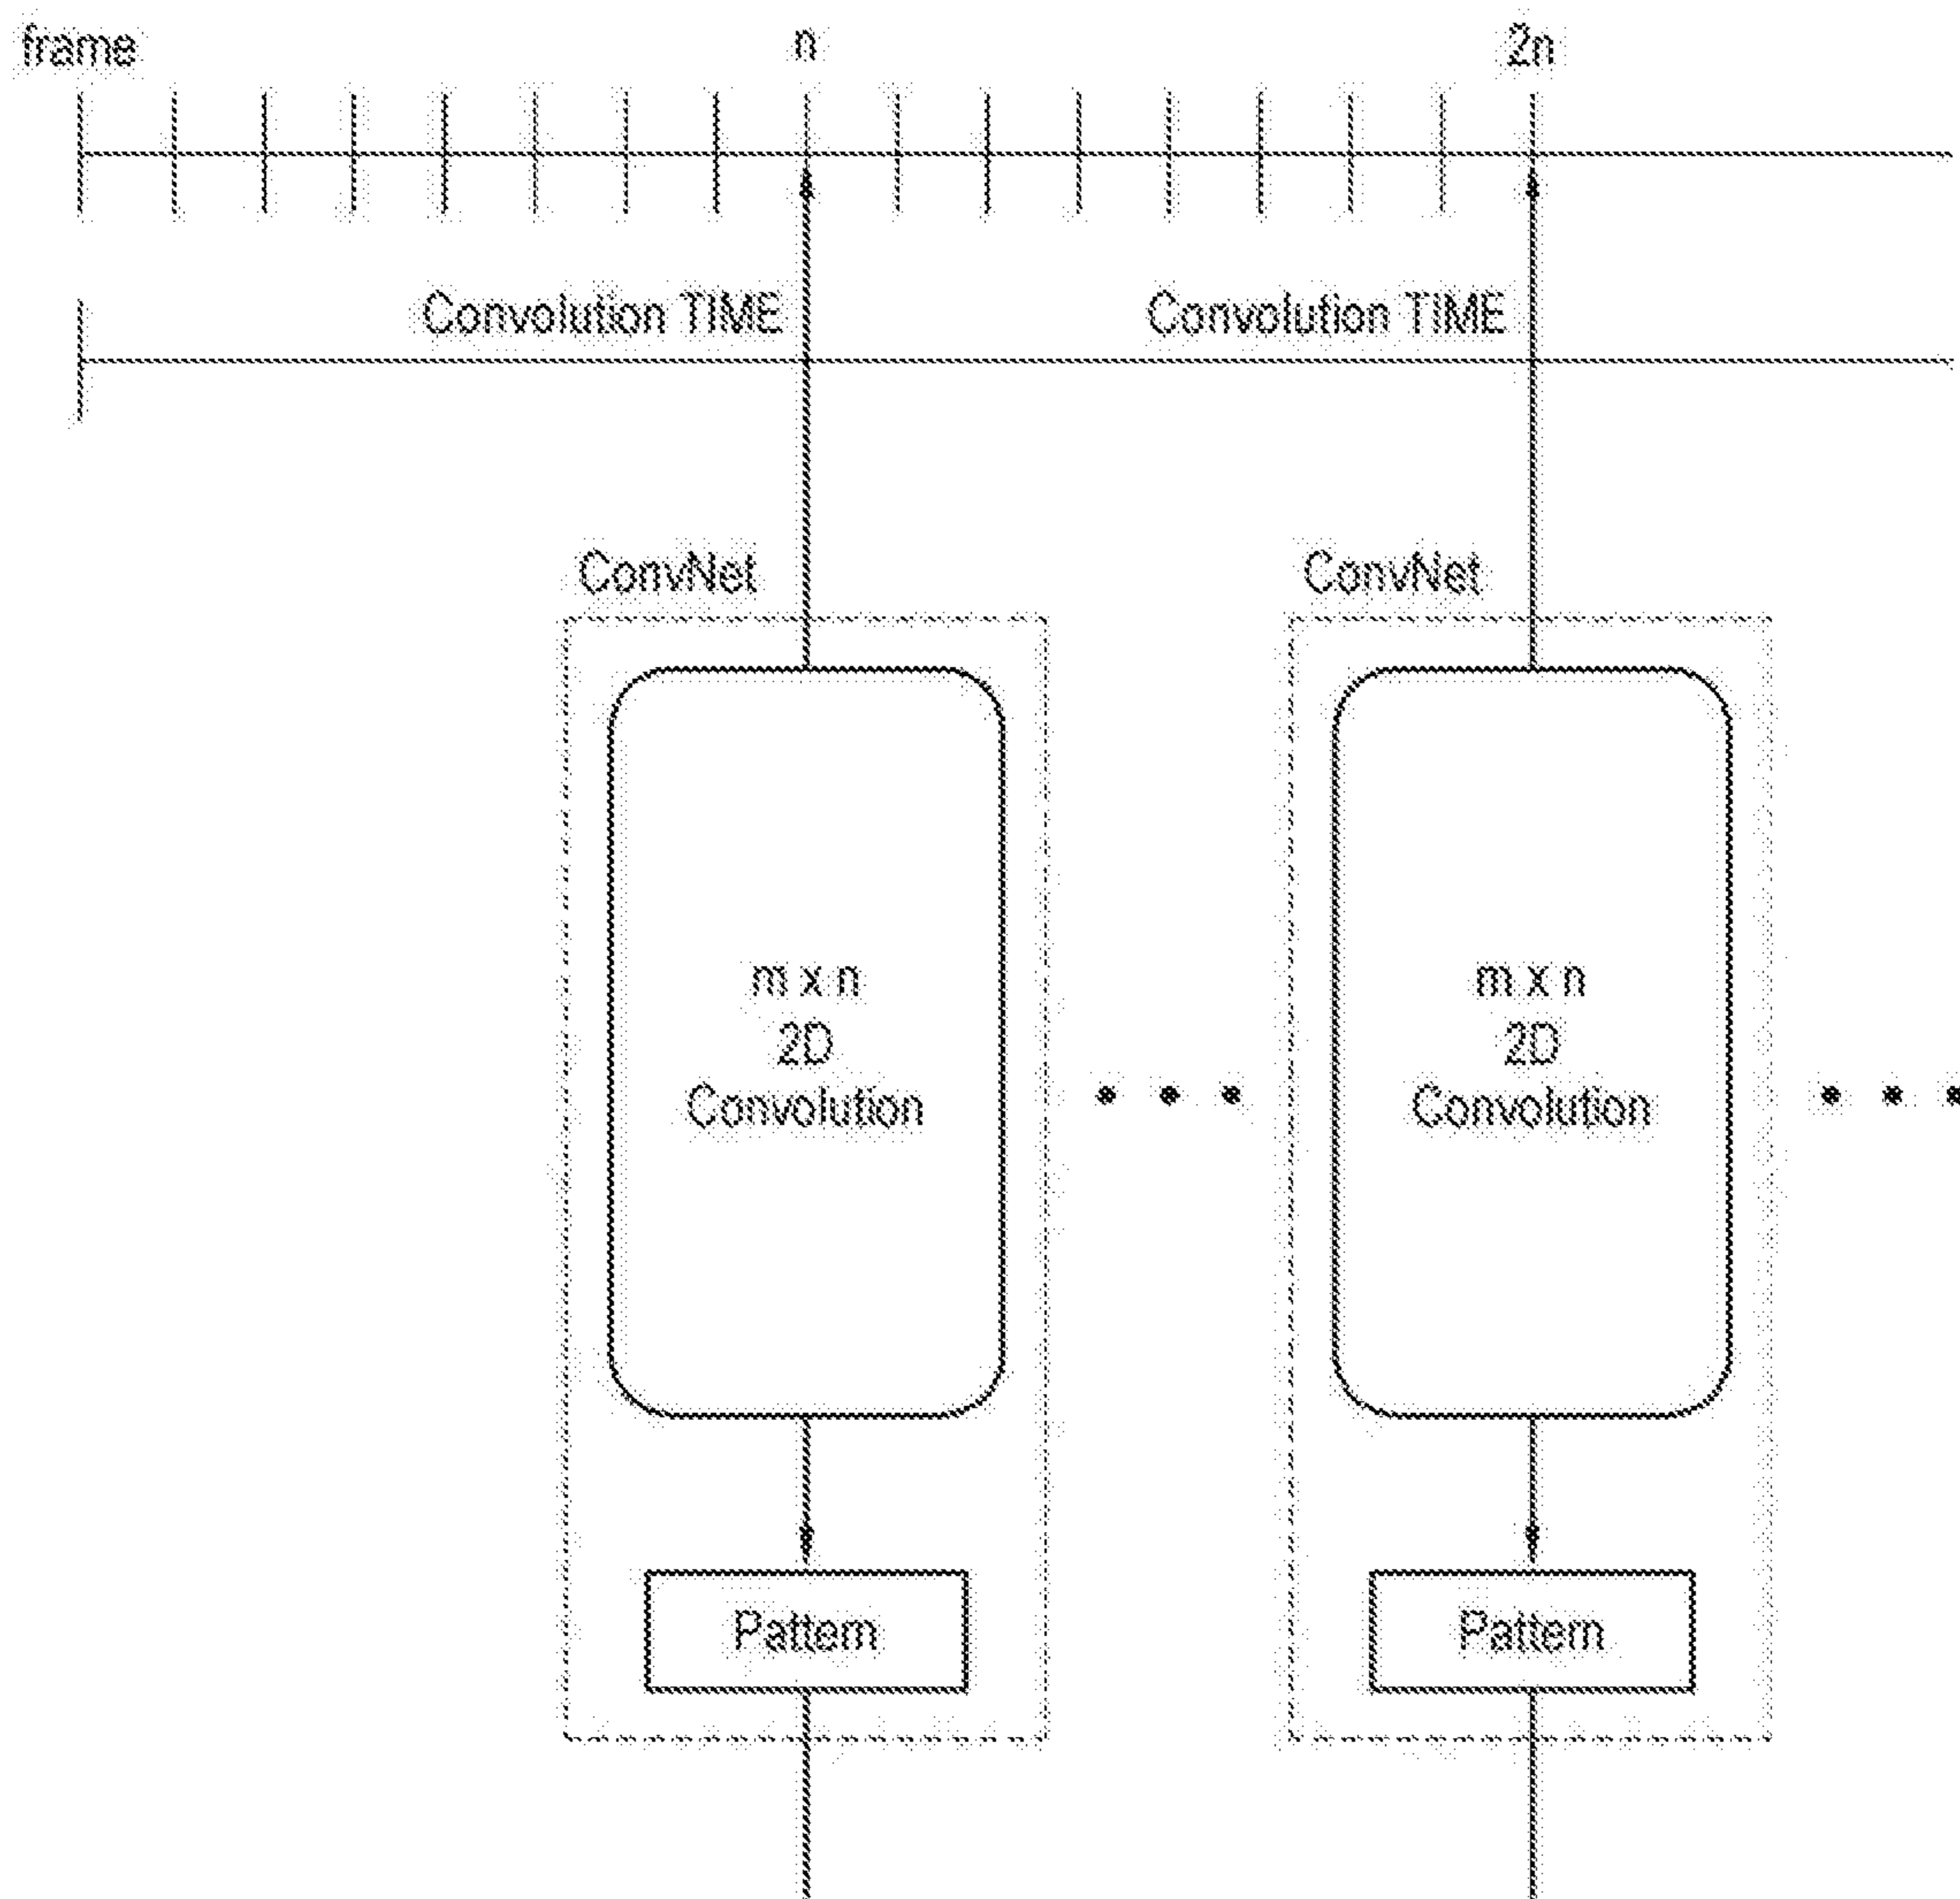 frame
n
2n
Convolution TIME
Convolution TIME
ConvNet
ConvNet
m x n
2D
Convolution
m x n
2D
Convolution
Pattern
Pattern